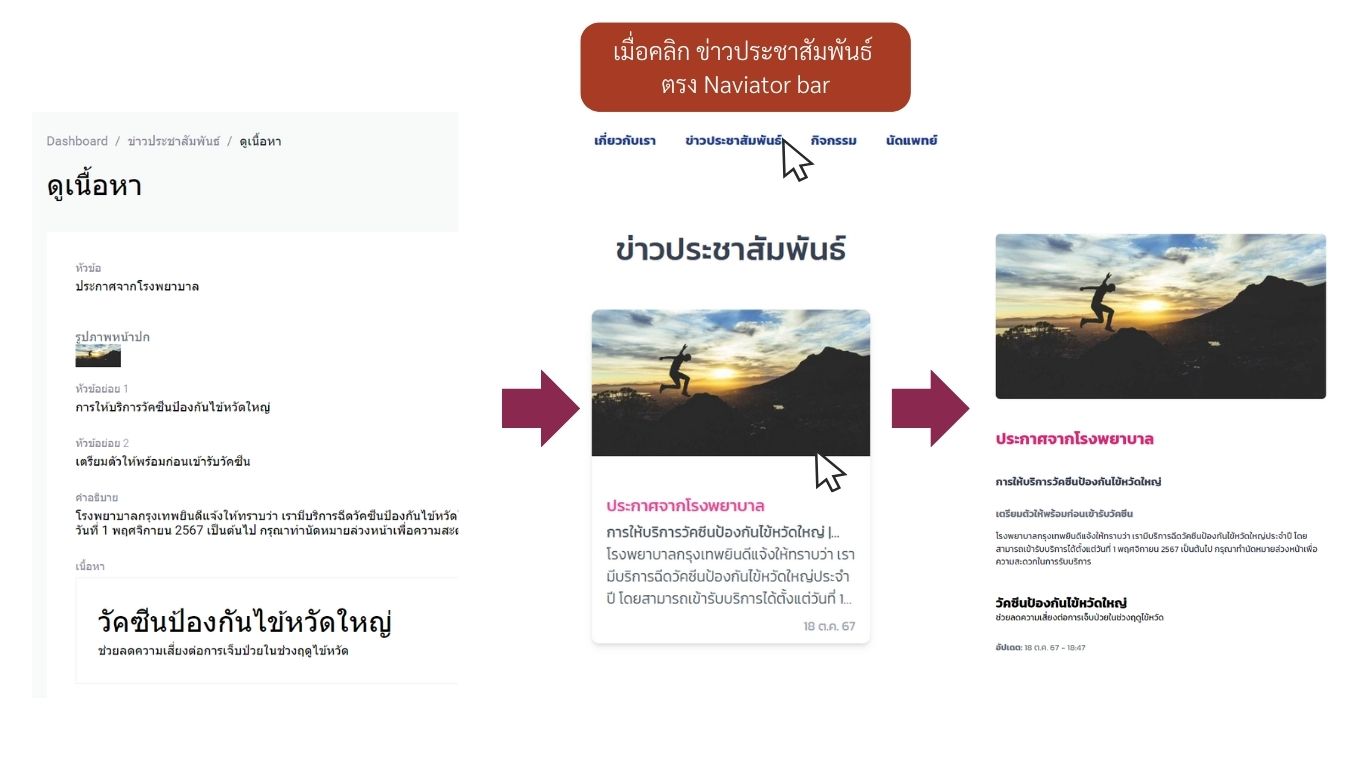 เมื่อคลิก ข่าวประชาสัมพันธ์
ตรง Naviator bar
Dashboard / ข่าวประชาสัมพันธ์ / ดูเนื้อหา
ดูเนื้อหา
หัวข้อ
ประกาศจากโรงพยาบาล
รูปภาพหน้าปก
หัวข้อย่อย 1
การให้บริการวัคซีนป้องกันไข้หวัดใหญ่
หัวข้อย่อย 2
เตรียมตัวให้พร้อมก่อนเข้ารับวัคซีน
คำอธิบาย
โรงพยาบาลกรุงเทพยินดีแจ้งให้ทราบว่า เรามีบริการฉีดวัคซีนป้องกันไข้หวัด
วันที่ 1 พฤศจิกายน 2567 เป็นต้นไป กรุณาทำนัดหมายล่วงหน้าเพื่อความสะด
เนื้อหา
วัคซีนป้องกันไข้หวัดใหญ่
ช่วยลดความเสี่ยงต่อการเจ็บป่วยในช่วงฤดูไข้หวัด
เกี่ยวกับเรา ข่าวประชาสัมพันธ์ กิจกรรม นัดแพทย์
ข่าวประชาสัมพันธ์
ประกาศจากโรงพยาบาล
การให้บริการวัคซีนป้องกันไข้หวัดใหญ่ |...
โรงพยาบาลกรุงเทพยินดีแจ้งให้ทราบว่า เรา
มีบริการฉีดวัคซีนป้องกันไข้หวัดใหญ่ประจำ
ปี โดยสามารถเข้ารับบริการได้ตั้งแต่วันที่ 1...
18 ต.ค. 67
ประกาศจากโรงพยาบาล
การให้บริการวัคซีนป้องกันไข้หวัดใหญ่
เตรียมตัวให้พร้อมก่อนเข้ารับวัคซีน
โรงพยาบาลกรุงเทพยินดีแจ้งให้ทราบว่า เรามีบริการฉีดวัคซีนป้องกันไข้หวัดใหญ่ประจำปี โดย
สามารถเข้ารับบริการได้ตั้งแต่วันที่ 1 พฤศจิกายน 2567 เป็นต้นไป กรุณาทำนัดหมายล่วงหน้าเพื่อ
ความสะดวกในการรับบริการ
วัคซีนป้องกันไข้หวัดใหญ่
ช่วยลดความเสี่ยงต่อการเจ็บป่วยในช่วงฤดูไข้หวัด
อัปเดต: 18 ต.ค. 67 - 18:47